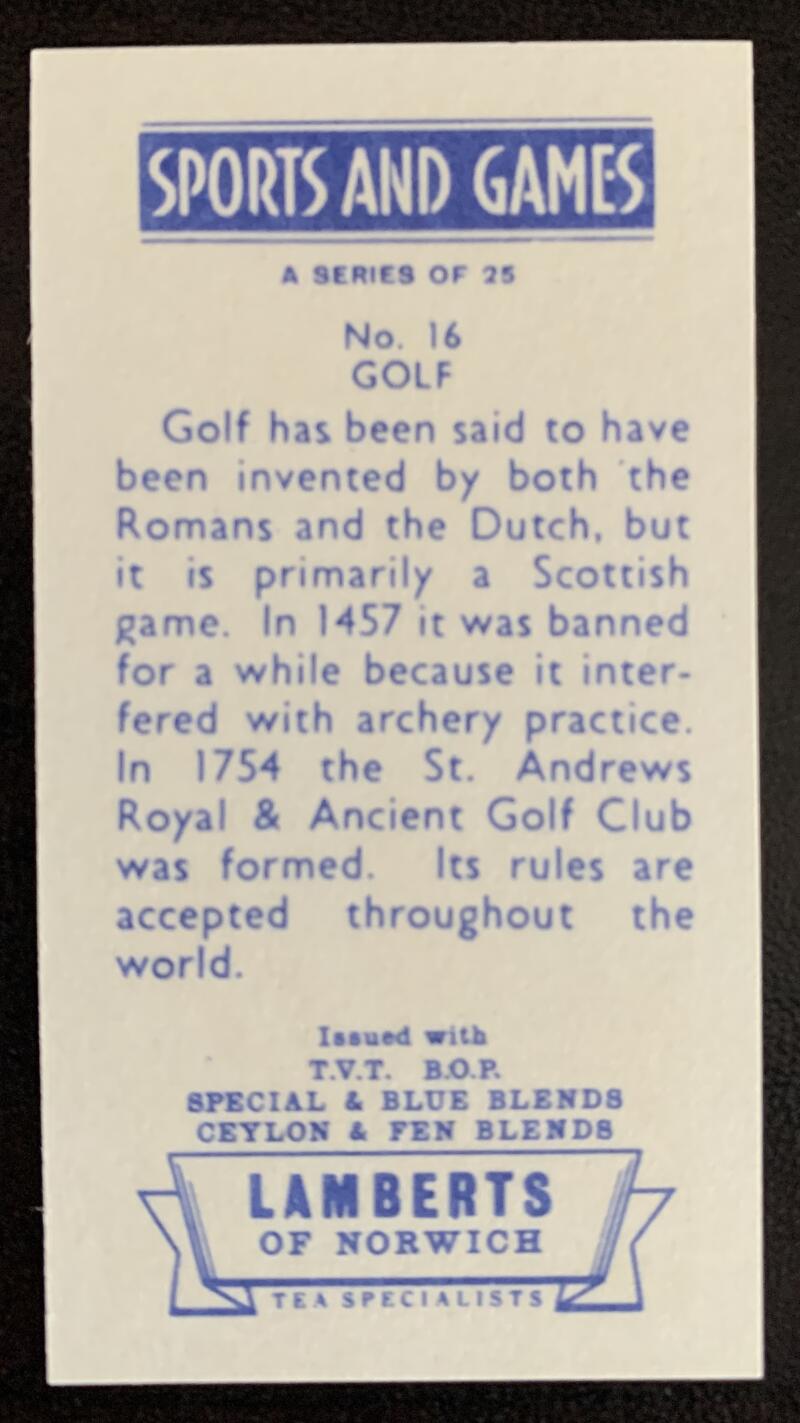 SPORTS AND GAMES
A SERIES OF 25
No. 16
GOLF
Golf has been said to have
been invented by both the
Romans and the Dutch, but
it is primarily a Scottish
game. In 1457 it was banned
for a while because it inter-
fered with archery practice.
In 1754 the St. Andrews
Royal & Ancient Golf Club
was formed. Its rules are
accepted throughout the
world.
Issued with
T.V.T. B.O.P.
SPECIAL & BLUE BLENDS
CEYLON & FEN BLENDS
LAMBERTS
OF NORWICH
TEA SPECIALISTS